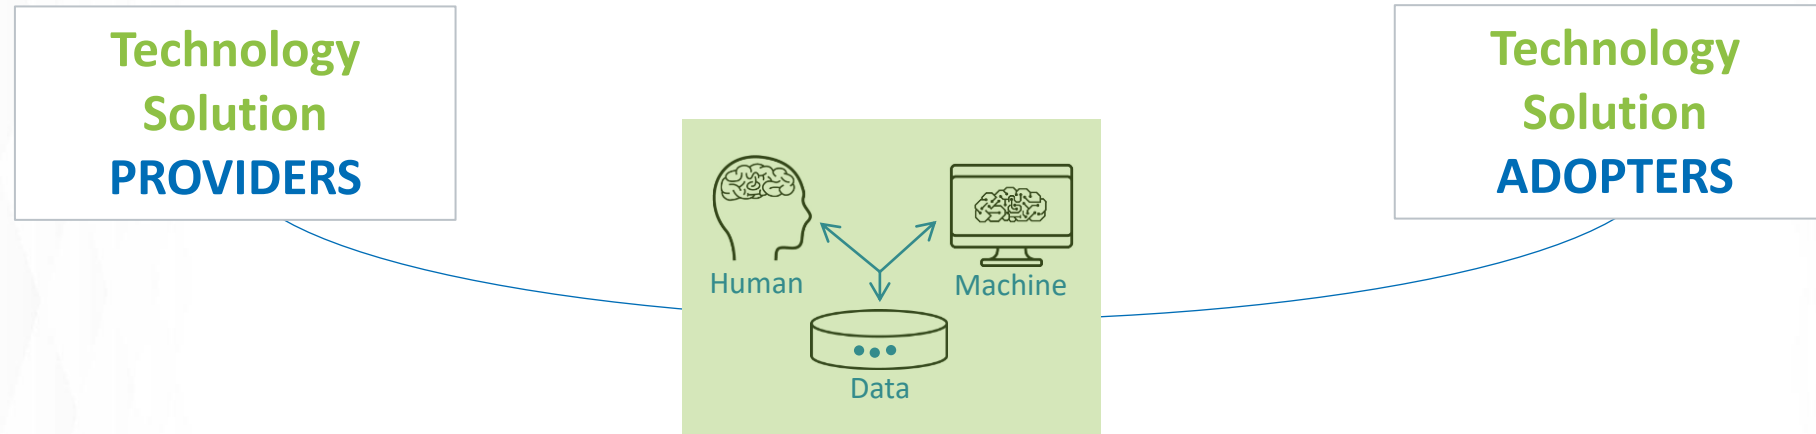 Technology
Solution
PROVIDERS
Human
Machine
Data
Technology
Solution
ADOPTERS